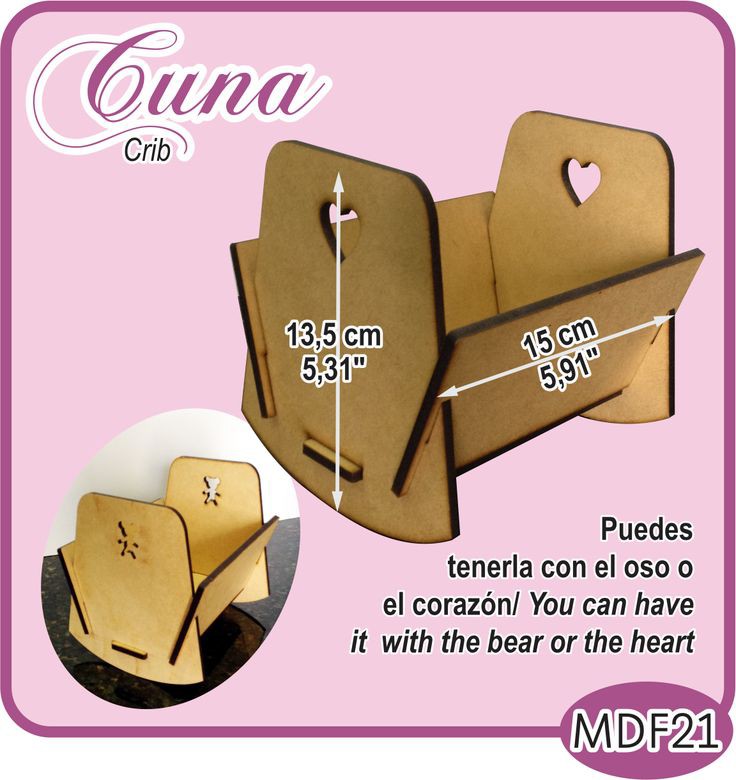 Cuna
Crib
13,5 cm
5,31"
15 cm
5,91"
Puedes
tenerla con el oso o
el corazón/ You can have
it with the bear or the heart
MDF21